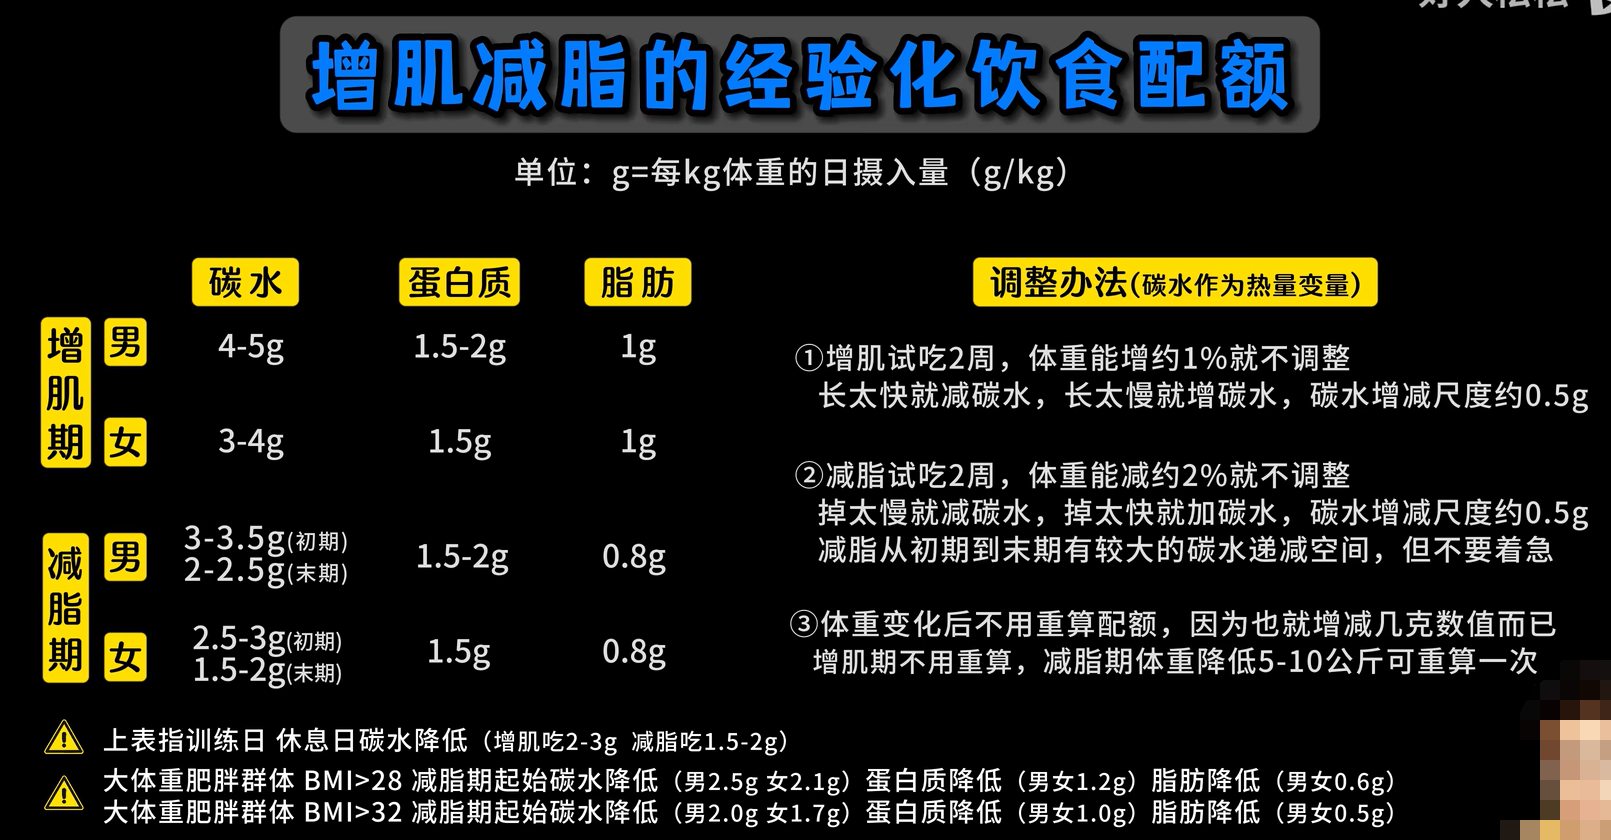 增肌减脂的经验化饮食配额
单位：g=每kg体重的日摄入量（g/kg）
碳水 蛋白质 脂肪 调整办法(碳水作为热量变量)
增肌期
男 4-5g 1.5-2g 1g
女 3-4g 1.5g 1g
减脂期
男 3-3.5g(初期) 1.5-2g 0.8g
2-2.5g(末期)
女 2.5-3g(初期) 1.5g 0.8g
1.5-2g(末期)
①增肌试吃2周，体重能增约1%就不调整
长太快就减碳水，长太慢就增碳水，碳水增减尺度约0.5g
②减脂试吃2周，体重能减约2%就不调整
掉太慢就减碳水，掉太快就加碳水，碳水增减尺度约0.5g
减脂从初期到末期有较大的碳水递减空间，但不要着急
③体重变化后不用重算配额，因为也就增减几克数值而已
增肌期不用重算，减脂期体重降低5-10公斤可重算一次
上表指训练日 休息日碳水降低（增肌吃2-3g 减脂吃1.5-2g）
大体重肥胖群体 BMI>28 减脂期起始碳水降低（男2.5g 女2.1g）蛋白质降低（男女1.2g）脂肪降低（男女0.6g）
大体重肥胖群体 BMI>32 减脂期起始碳水降低（男2.0g 女1.7g）蛋白质降低（男女1.0g）脂肪降低（男女0.5g）